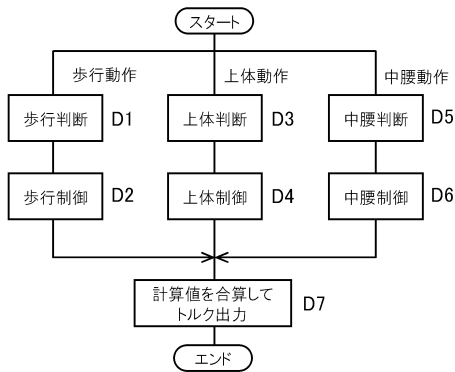 スタート
歩行動作
上体動作
中腰動作
歩行判断 D1
上体判断 D3
中腰判断 D5
歩行制御 D2
上体制御 D4
中腰制御 D6
計算値を合算して
トルク出力
D7
エンド